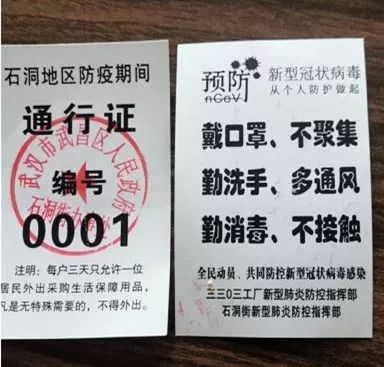 石洞地区防疫期间
通行证
武汉市武昌区人民政府
石洞街办事处
编号
0001
注明：每户三天只允许一位
居民外出采购生活保障用品，
凡是无特殊需要的，不得外出。
预防
nCoV
新型冠状病毒
从个人防护做起
戴口罩、不聚集
勤洗手、多通风
勤消毒、不接触
全民动员、共同防控新型冠状病毒感染
三三〇三工厂新型肺炎防控指挥部
石洞街新型肺炎防控指挥部